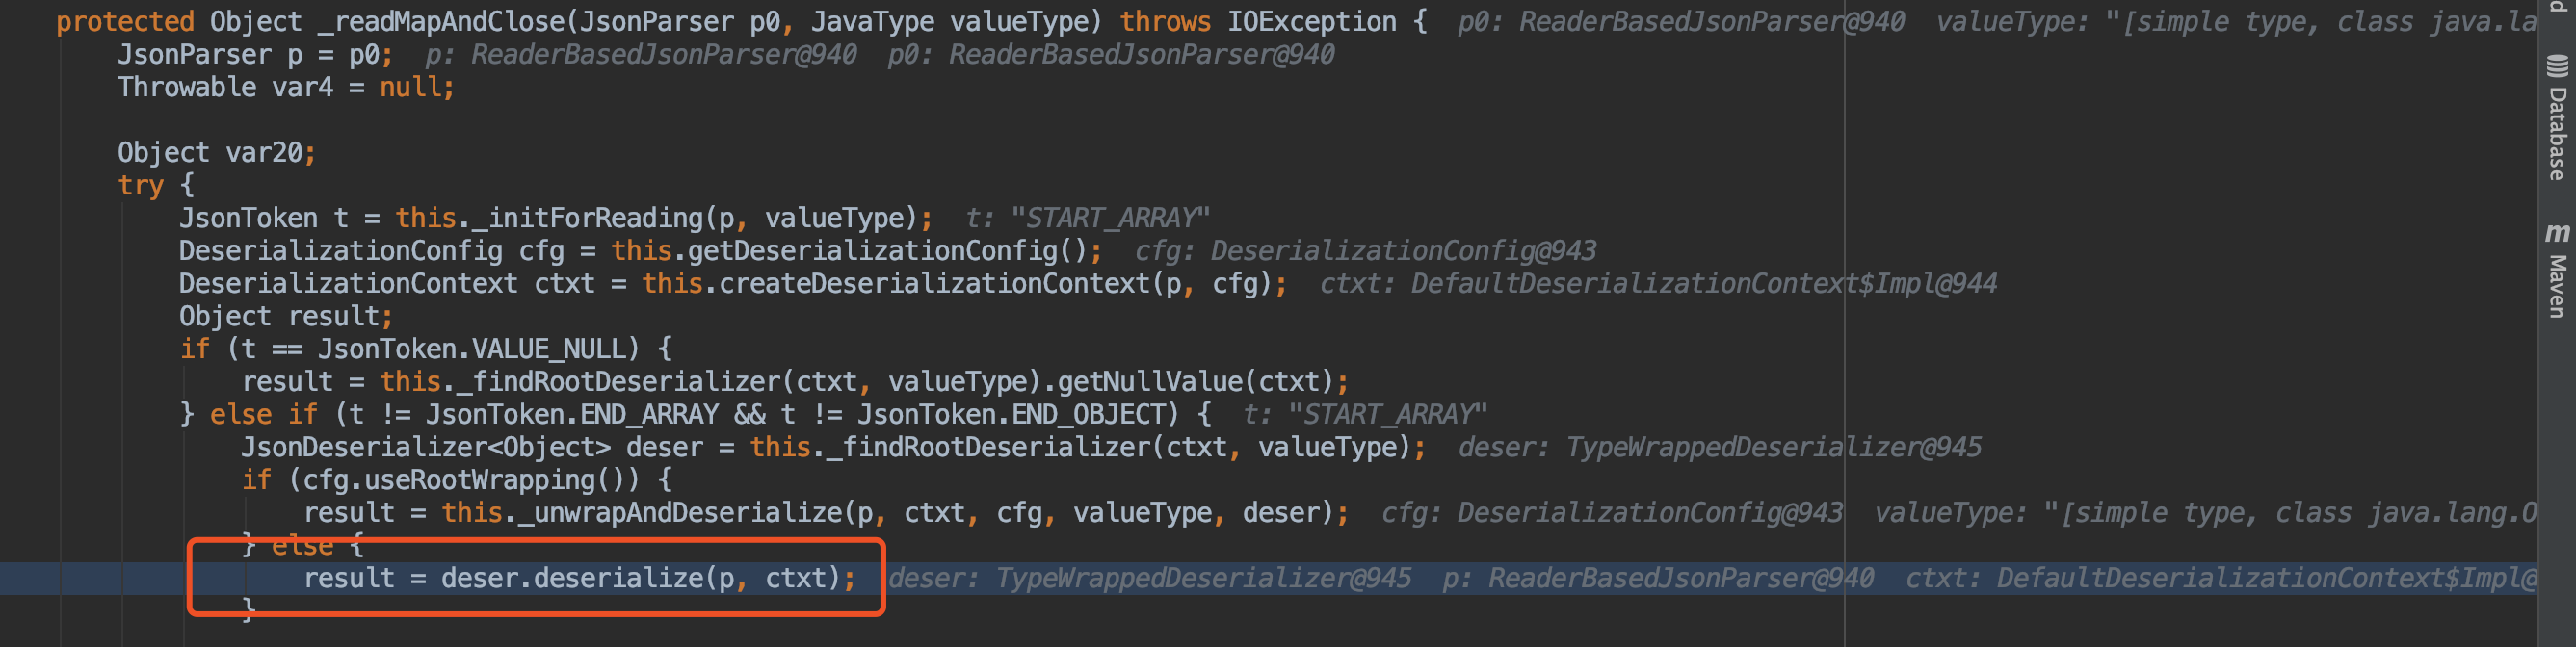 protected Object _readMapAndClose(JsonParser p0, JavaType valueType) throws IOException {  p0: ReaderBasedJsonParser@940  valueType: "[simple type, class java.la
JsonParser p = p0;  p: ReaderBasedJsonParser@940  p0: ReaderBasedJsonParser@940
Throwable var4 = null;
Object var20;
try {
JsonToken t = this._initForReading(p, valueType);  t: "START_ARRAY"
DeserializationConfig cfg = this.getDeserializationConfig();  cfg: DeserializationConfig@943
DeserializationContext ctxt = this.createDeserializationContext(p, cfg);  ctxt: DefaultDeserializationContext$Impl@944
Object result;
if (t == JsonToken.VALUE_NULL) {
result = this._findRootDeserializer(ctxt, valueType).getNullValue(ctxt);
} else if (t != JsonToken.END_ARRAY && t != JsonToken.END_OBJECT) {  t: "START_ARRAY"
JsonDeserializer<Object> deser = this._findRootDeserializer(ctxt, valueType);  deser: TypeWrappedDeserializer@945
if (cfg.useRootWrapping()) {
result = this._unwrapAndDeserialize(p, ctxt, cfg, valueType, deser);  cfg: DeserializationConfig@943  valueType: "[simple type, class java.lang.O
} else {
result = deser.deserialize(p, ctxt);  deser: TypeWrappedDeserializer@945  p: ReaderBasedJsonParser@940  ctxt: DefaultDeserializationContext$Impl@
}
d
Database
m
Maven